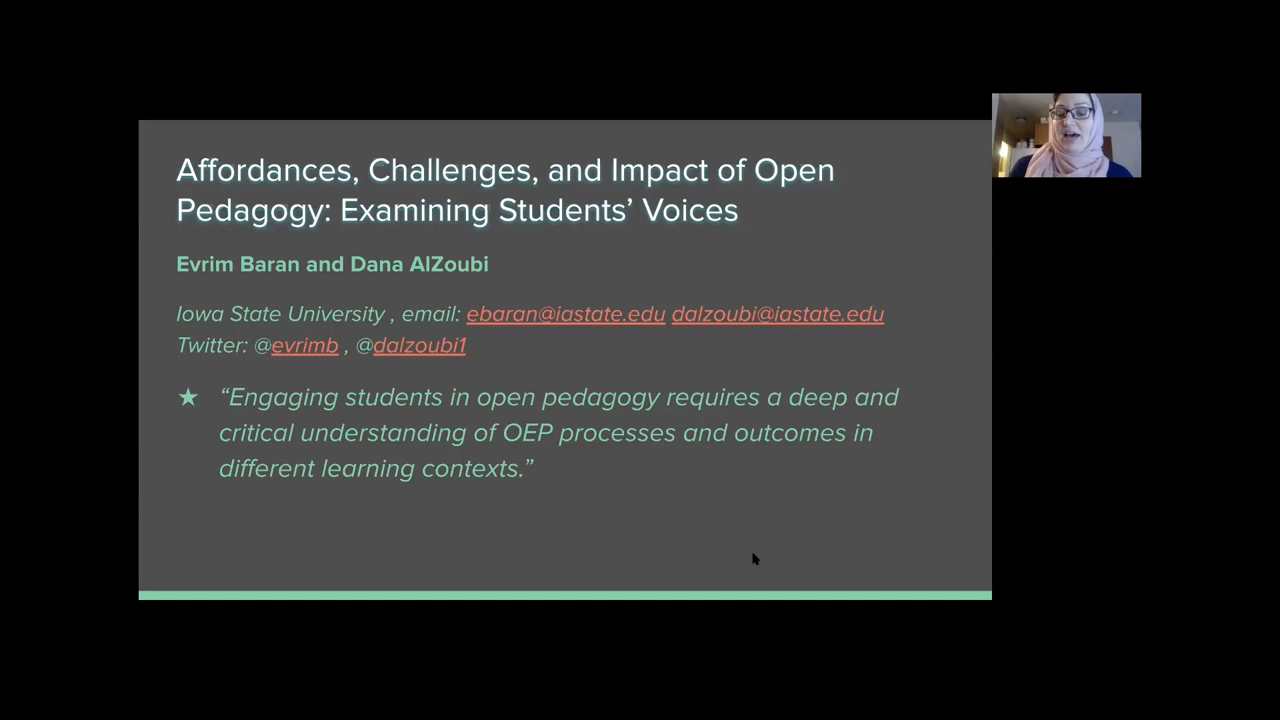 Affordances, Challenges, and Impact of Open
Pedagogy: Examining Students’ Voices
Evrim Baran and Dana AlZoubi
Iowa State University , email: ebaran@iastate.edu dalzoubi@iastate.edu
Twitter: @evrimb , @dalzoubi1
★ “Engaging students in open pedagogy requires a deep and
critical understanding of OEP processes and outcomes in
different learning contexts.”